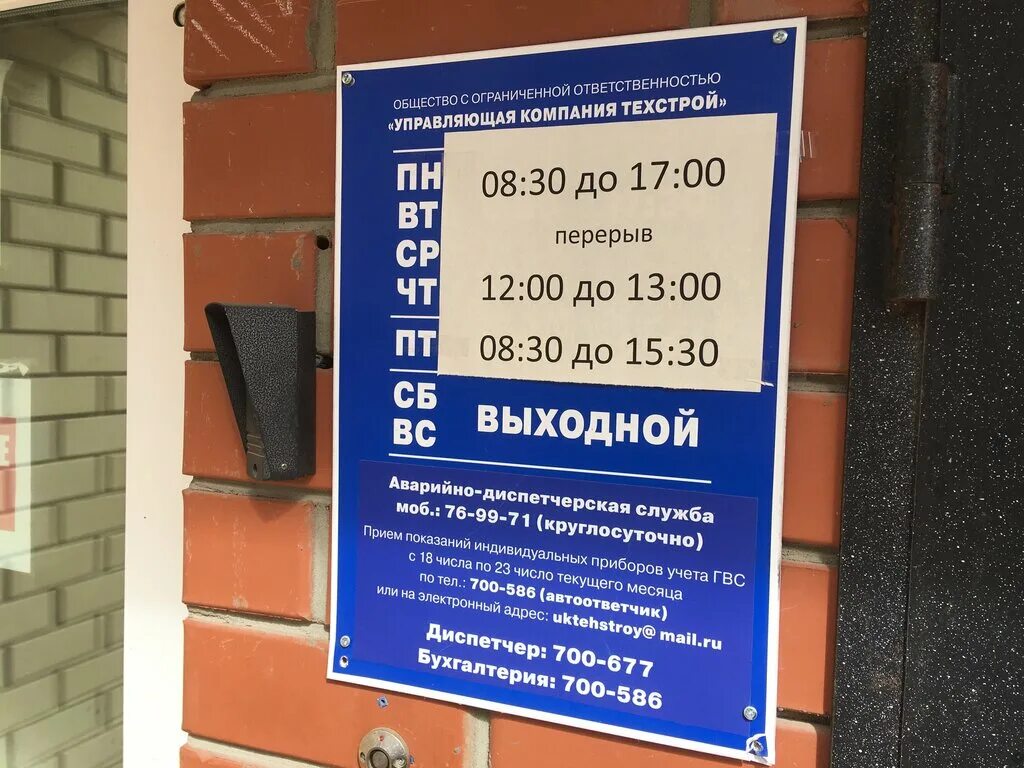 ОБЩЕСТВО С ОГРАНИЧЕННОЙ ОТВЕТСТВЕННОСТЬЮ
«УПРАВЛЯЮЩАЯ КОМПАНИЯ ТЕХСТРОЙ»
ПН 08:30 до 17:00
ВТ перерыв
СР
ЧТ 12:00 до 13:00
ПТ 08:30 до 15:30
СБ
ВС ВЫХОДНОЙ
Аварийно-диспетчерская служба
моб.: 76-99-71 (круглосуточно)
Прием показаний индивидуальных приборов учета ГВС
с 18 числа по 23 число текущего месяца
по тел.: 700-586 (автоответчик)
или на электронный адрес: uktehstroy@ mail.ru
Диспетчер: 700-677
Бухгалтерия: 700-586